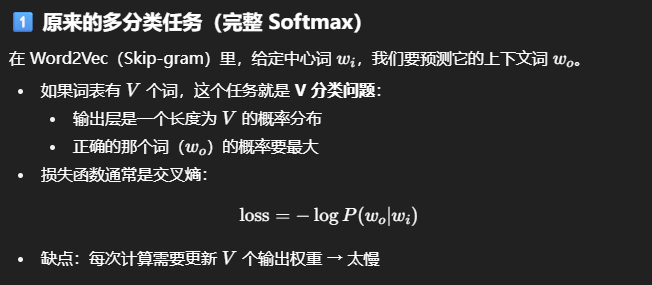 1 原来的多分类任务（完整 Softmax）
在 Word2Vec（Skip-gram）里，给定中心词 w_i，我们要预测它的上下文词 w_o。
• 如果词表有 V 个词，这个任务就是 V 分类问题：
• 输出层是一个长度为 V 的概率分布
• 正确的那个词（w_o）的概率要最大
• 损失函数通常是交叉熵：
loss = − log P(w_o|w_i)
• 缺点：每次计算需要更新 V 个输出权重 → 太慢